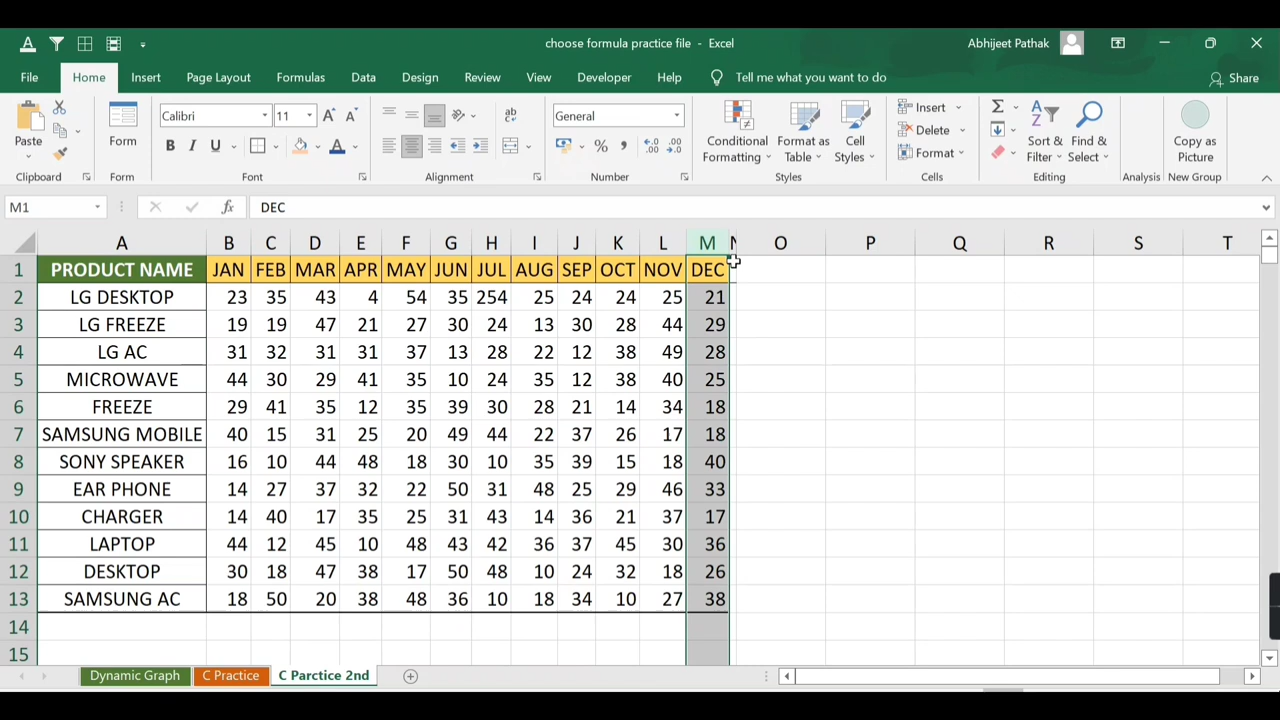 choose formula practice file - Excel
Abhijeet Pathak
File Home Insert Page Layout Formulas Data Design Review View Developer Help Tell me what you want to do Share
Paste
Clipboard
Form
Form
Calibri 11
B I U
Font
ab
Alignment
General
%
Number
Conditional Formatting
Format as Table
Cell Styles
Styles
Insert
Delete
Format
Cells
Sort & Filter
Find & Select
Editing
Analysis
Copy as Picture
New Group
M1 fx DEC
A B C D E F G H I J K L M N O P Q R S T
1 PRODUCT NAME JAN FEB MAR APR MAY JUN JUL AUG SEP OCT NOV DEC
2 LG DESKTOP 23 35 43 4 54 35 254 25 24 24 25 21
3 LG FREEZE 19 19 47 21 27 30 24 13 30 28 44 29
4 LG AC 31 32 31 31 37 13 28 22 12 38 49 28
5 MICROWAVE 44 30 29 41 35 10 24 35 12 38 40 25
6 FREEZE 29 41 35 12 35 39 30 28 21 14 34 18
7 SAMSUNG MOBILE 40 15 31 25 20 49 44 22 37 26 17 18
8 SONY SPEAKER 16 10 44 48 18 30 10 35 39 15 18 40
9 EAR PHONE 14 27 37 32 22 50 31 48 25 29 46 33
10 CHARGER 14 40 17 35 25 31 43 14 36 21 37 17
11 LAPTOP 44 12 45 10 48 43 42 36 37 45 30 36
12 DESKTOP 30 18 47 38 17 50 48 10 24 32 18 26
13 SAMSUNG AC 18 50 20 38 48 36 10 18 34 10 27 38
14
15
Dynamic Graph C Practice C Parctice 2nd